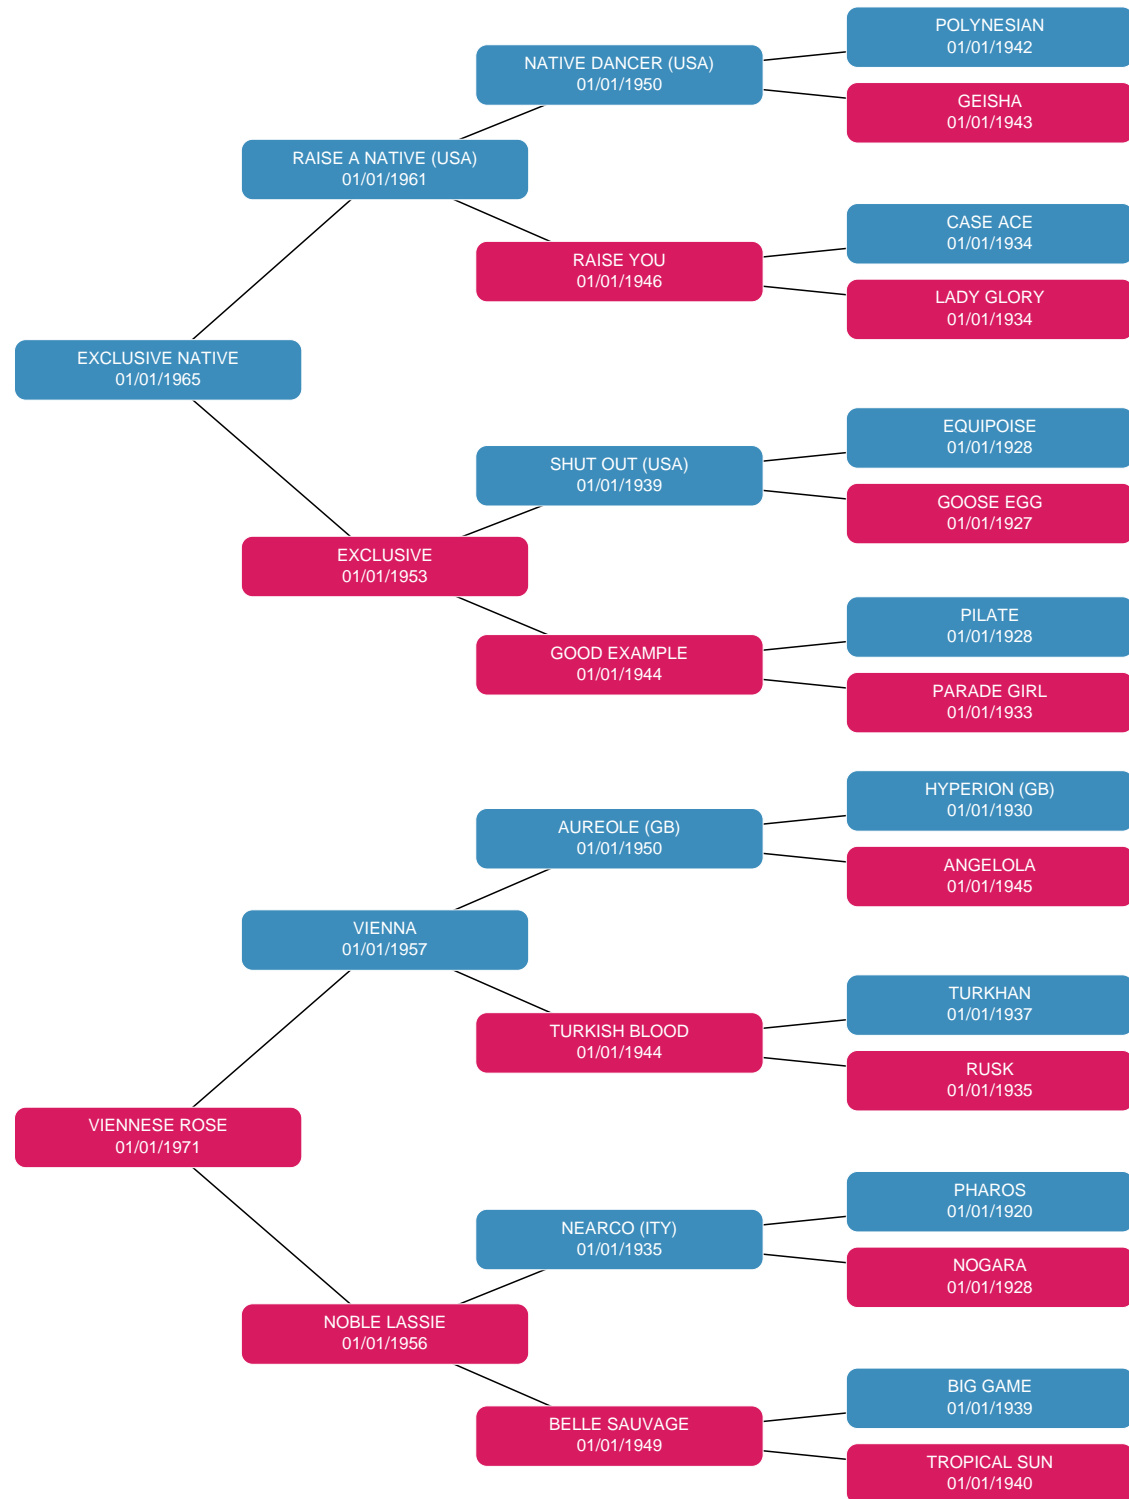 POLYNESIAN
01/01/1942
NATIVE DANCER (USA)
01/01/1950
GEISHA
01/01/1943
RAISE A NATIVE (USA)
01/01/1961
CASE ACE
01/01/1934
RAISE YOU
01/01/1946
LADY GLORY
01/01/1934
EXCLUSIVE NATIVE
01/01/1965
EQUIPOISE
01/01/1928
SHUT OUT (USA)
01/01/1939
GOOSE EGG
01/01/1927
EXCLUSIVE
01/01/1953
PILATE
01/01/1928
GOOD EXAMPLE
01/01/1944
PARADE GIRL
01/01/1933
HYPERION (GB)
01/01/1930
AUREOLE (GB)
01/01/1950
ANGELOLA
01/01/1945
VIENNA
01/01/1957
TURKHAN
01/01/1937
TURKISH BLOOD
01/01/1944
RUSK
01/01/1935
VIENNESE ROSE
01/01/1971
PHAROS
01/01/1920
NEARCO (ITY)
01/01/1935
NOGARA
01/01/1928
NOBLE LASSIE
01/01/1956
BIG GAME
01/01/1939
BELLE SAUVAGE
01/01/1949
TROPICAL SUN
01/01/1940